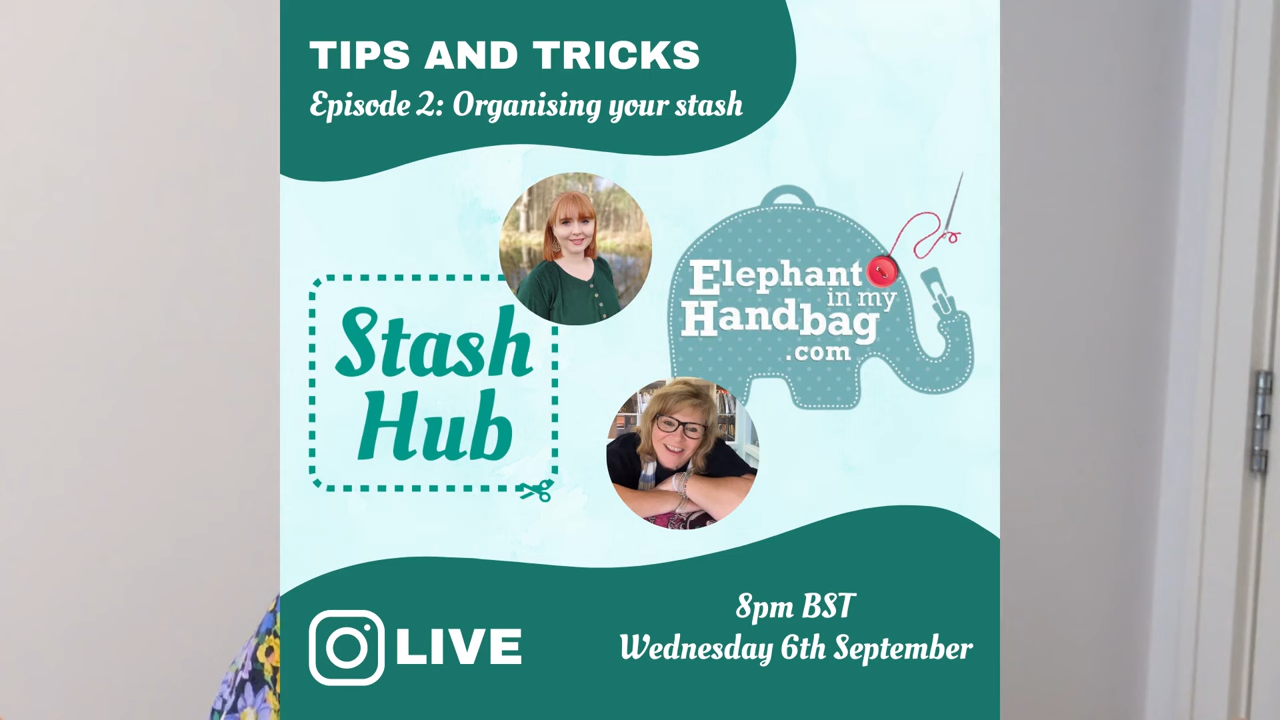 TIPS AND TRICKS
Episode 2: Organising your stash
Stash
Hub
Elephant
in my
Handbag
.com
LIVE
8pm BST
Wednesday 6th September